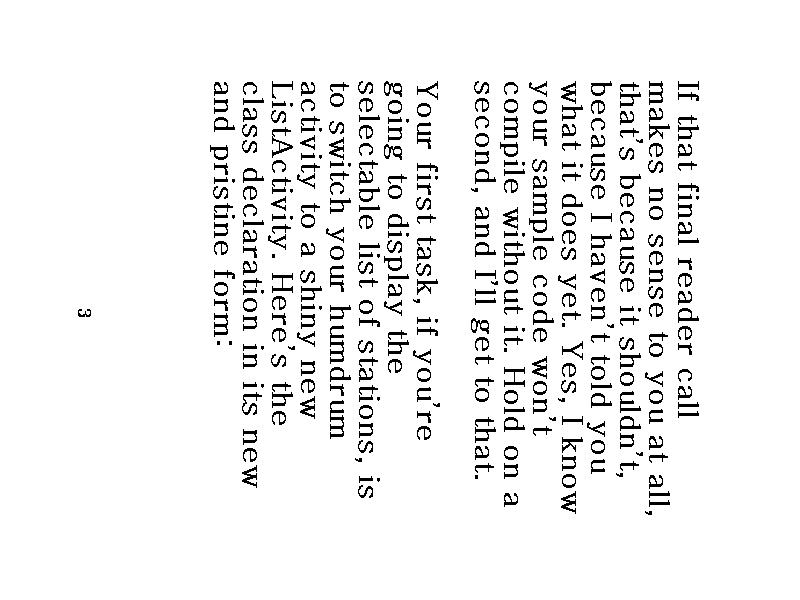 If that final reader call
makes no sense to you at all,
that’s because it shouldn’t,
because I haven’t told you
what it does yet. Yes, I know
your sample code won’t
compile without it. Hold on a
second, and I’ll get to that.
Your first task, if you’re
going to display the
selectable list of stations, is
to switch your humdrum
activity to a shiny new
ListActivity. Here’s the
class declaration in its new
and pristine form:
3